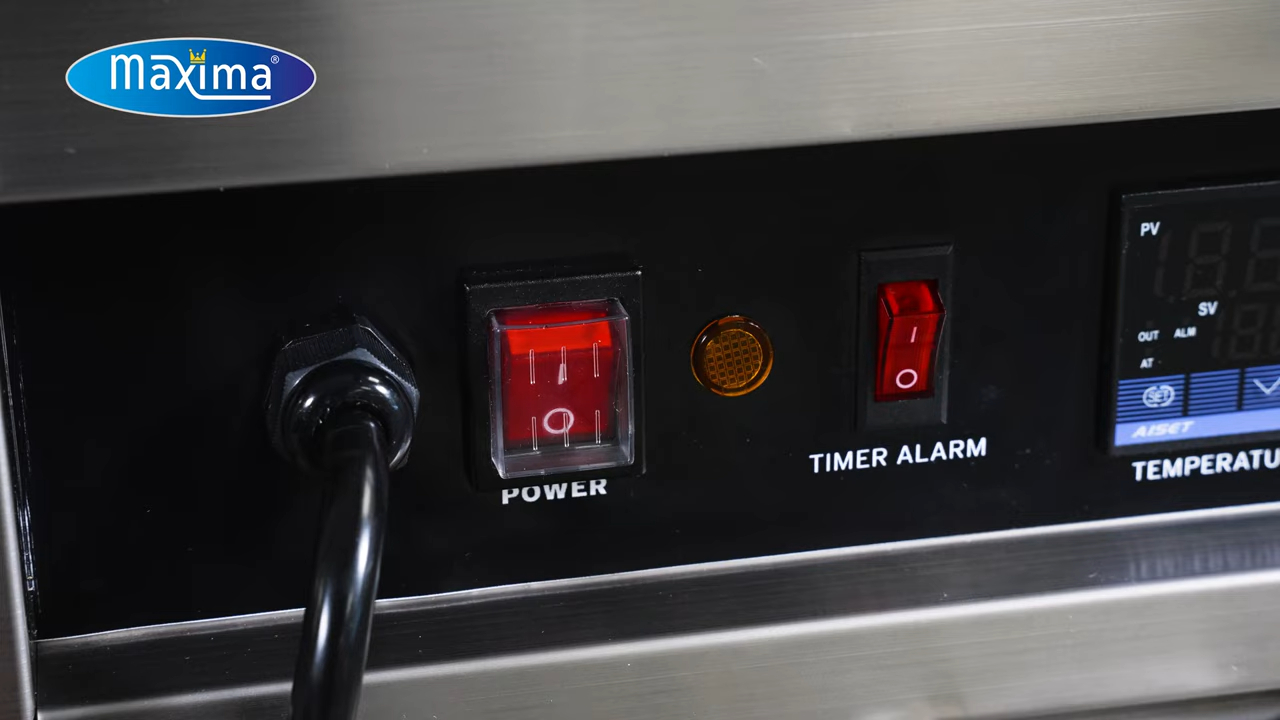 maxima®
PV
SV
OUT ALM
AT
SET
AISET
POWER
TIMER ALARM
TEMPERATU